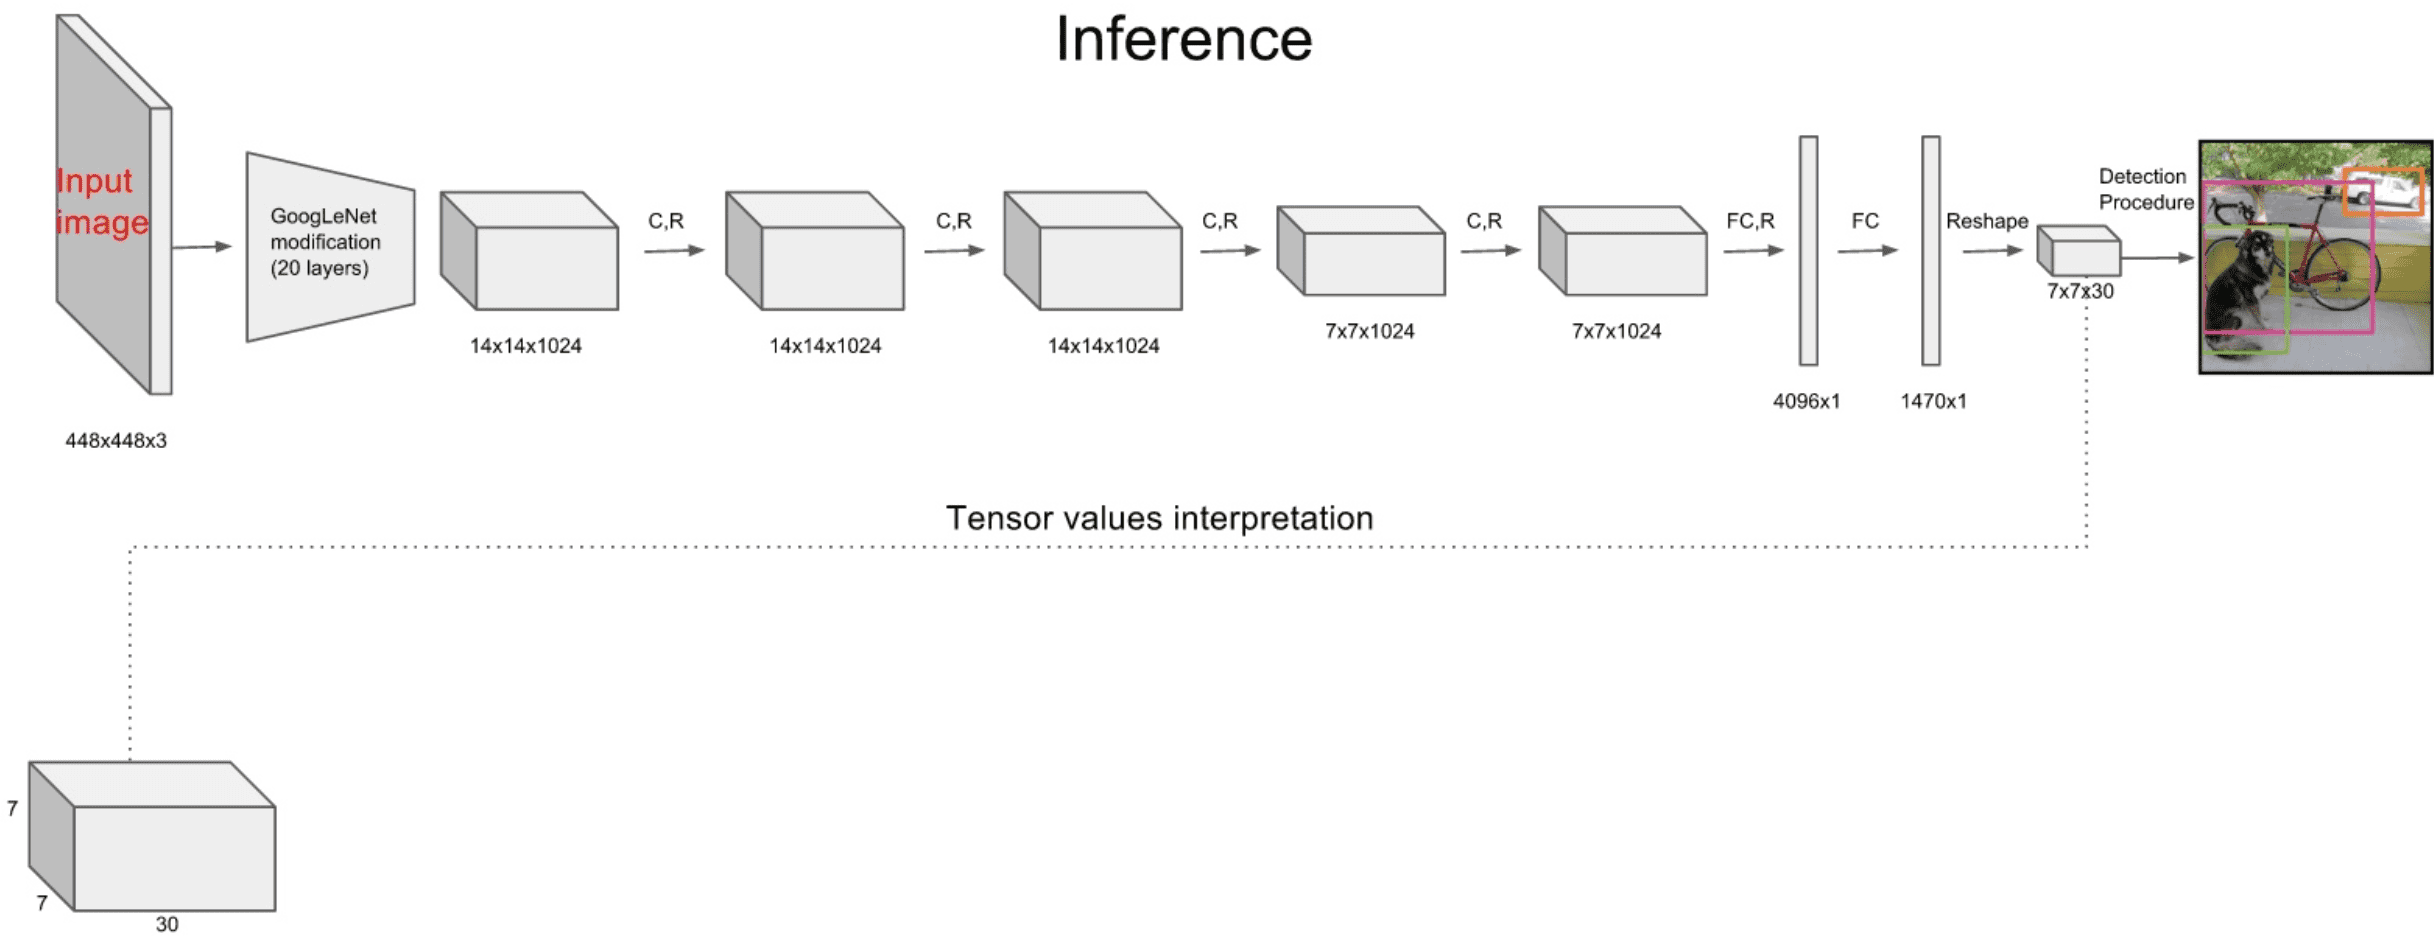 Inference
Input
image
448x448x3
GoogLeNet
modification
(20 layers)
14x14x1024
C,R
14x14x1024
C,R
14x14x1024
C,R
7x7x1024
C,R
7x7x1024
FC,R
4096x1
FC
1470x1
Reshape
7x7x30
Detection
Procedure
Tensor values interpretation
7
7
30